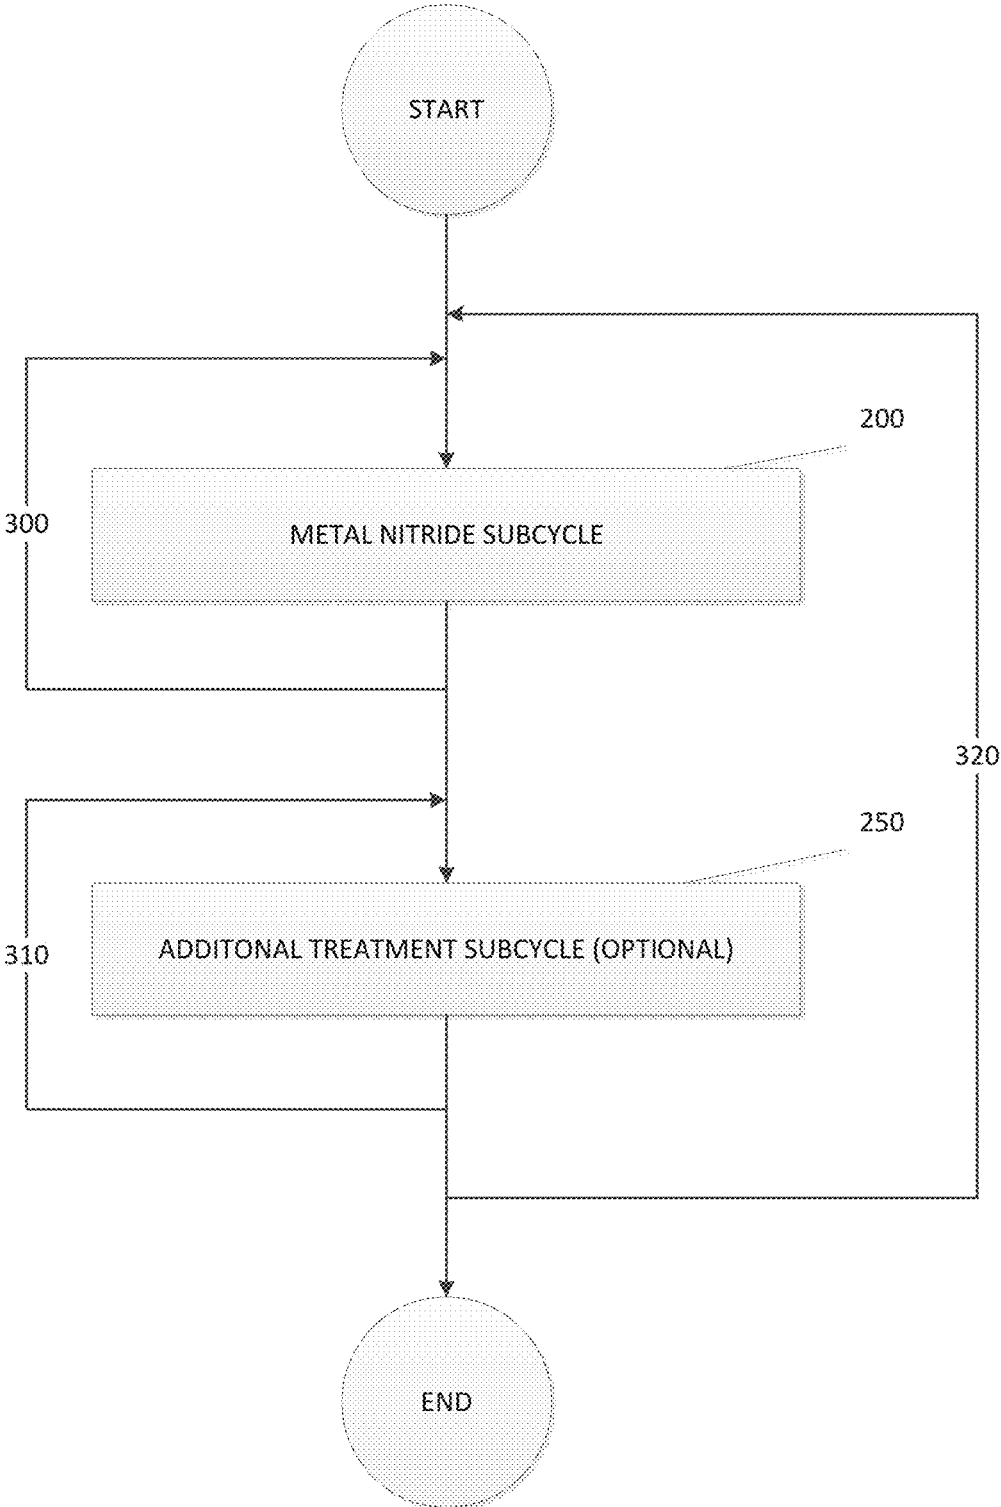 START
200
300
METAL NITRIDE SUBCYCLE
320
250
310
ADDITONAL TREATMENT SUBCYCLE (OPTIONAL)
END